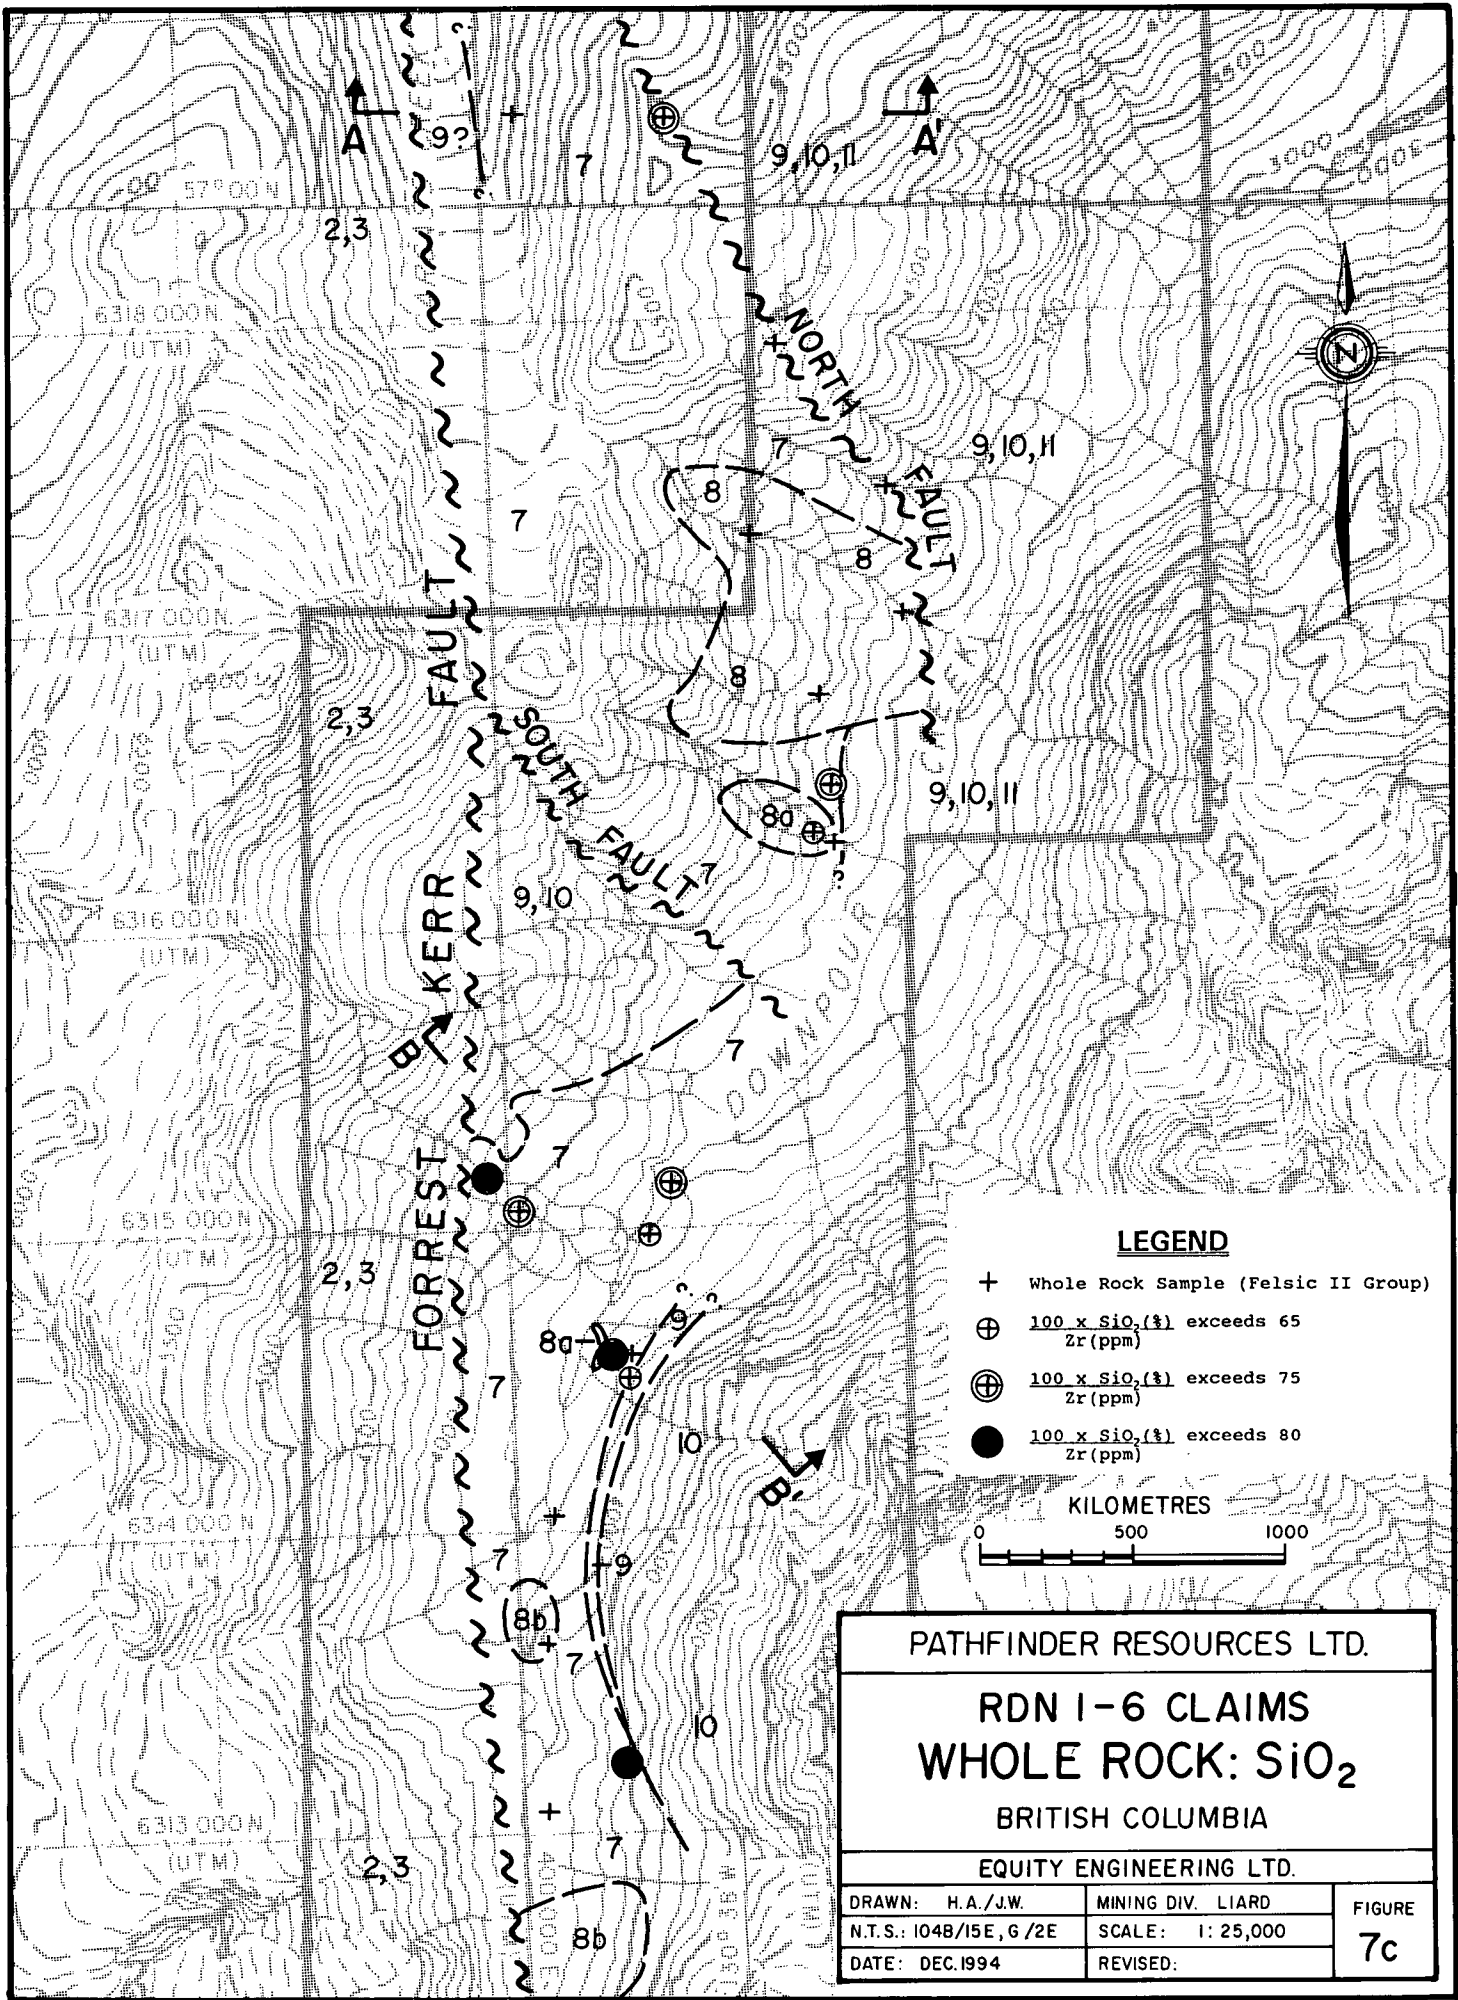 A
9?
7
9,10,11
A'
1500
3500
1000
57°00'N
2,3
6318 000 N
(UTM)
NORTH
FAULT
7
9,10,11
8
7
8
FAULT
6317 000 N
(UTM)
2,3
8
SOUTH
FAULT
8a
9,10,11
7
?
9,10
KERR
6316 000 N
(UTM)
B
7
DOWNPOUR
7
FORREST
6315 000 N
(UTM)
2,3
? ?
9
8a
7
10
B'
6314 000 N
(UTM)
7
9
8b
7
10
6313 000 N
(UTM)
7
2,3
8b
N
LEGEND
+ Whole Rock Sample (Felsic II Group)
100 x SiO₂(%) exceeds 65
Zr(ppm)
100 x SiO₂(%) exceeds 75
Zr(ppm)
100 x SiO₂(%) exceeds 80
Zr(ppm)
KILOMETRES
0 500 1000
PATHFINDER RESOURCES LTD.
RDN 1-6 CLAIMS
WHOLE ROCK: SiO₂
BRITISH COLUMBIA
EQUITY ENGINEERING LTD.
DRAWN: H.A./J.W.
MINING DIV. LIARD
FIGURE
N.T.S.: 104B/15E, G/2E
SCALE: 1:25,000
7c
DATE: DEC. 1994
REVISED: